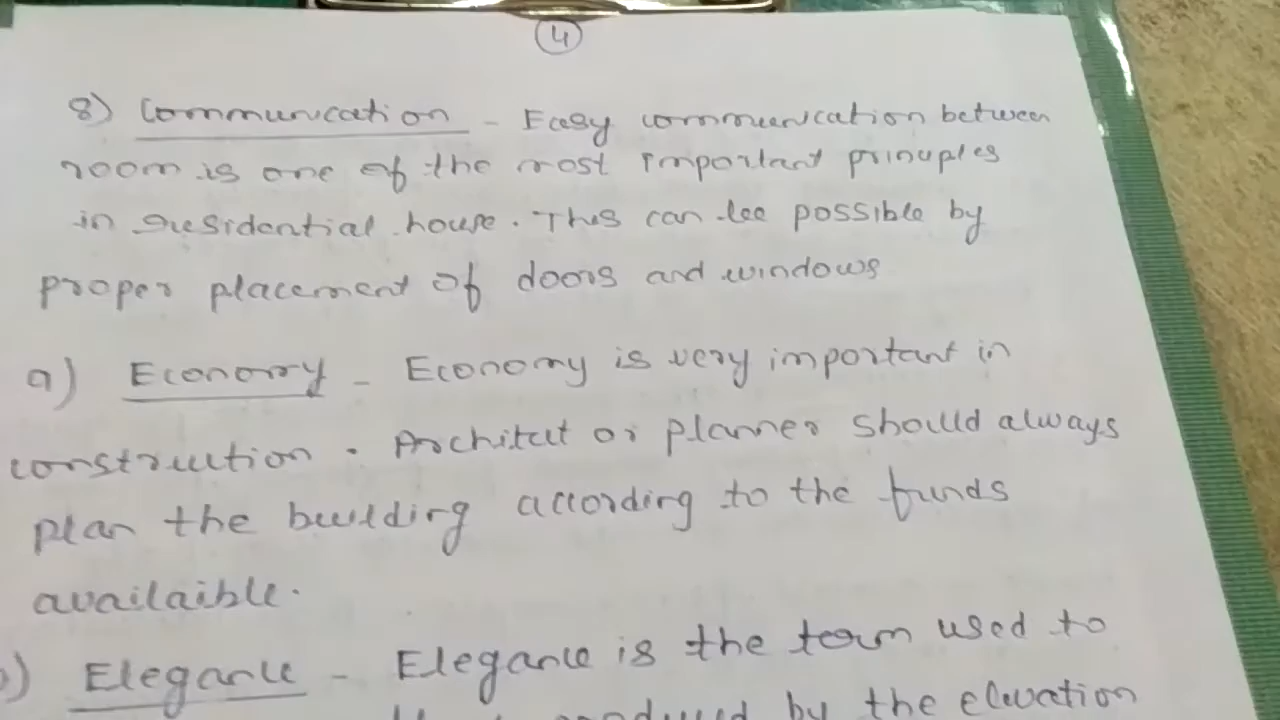 4
8) Communication - Easy communication between
room is one of the most important principles
in residential house. This can be possible by
proper placement of doors and windows
9) Economy - Economy is very important in
construction. Architect or planner should always
plan the building according to the funds
availaible.
) Elegance - Elegance is the term used to
produced by the elevation